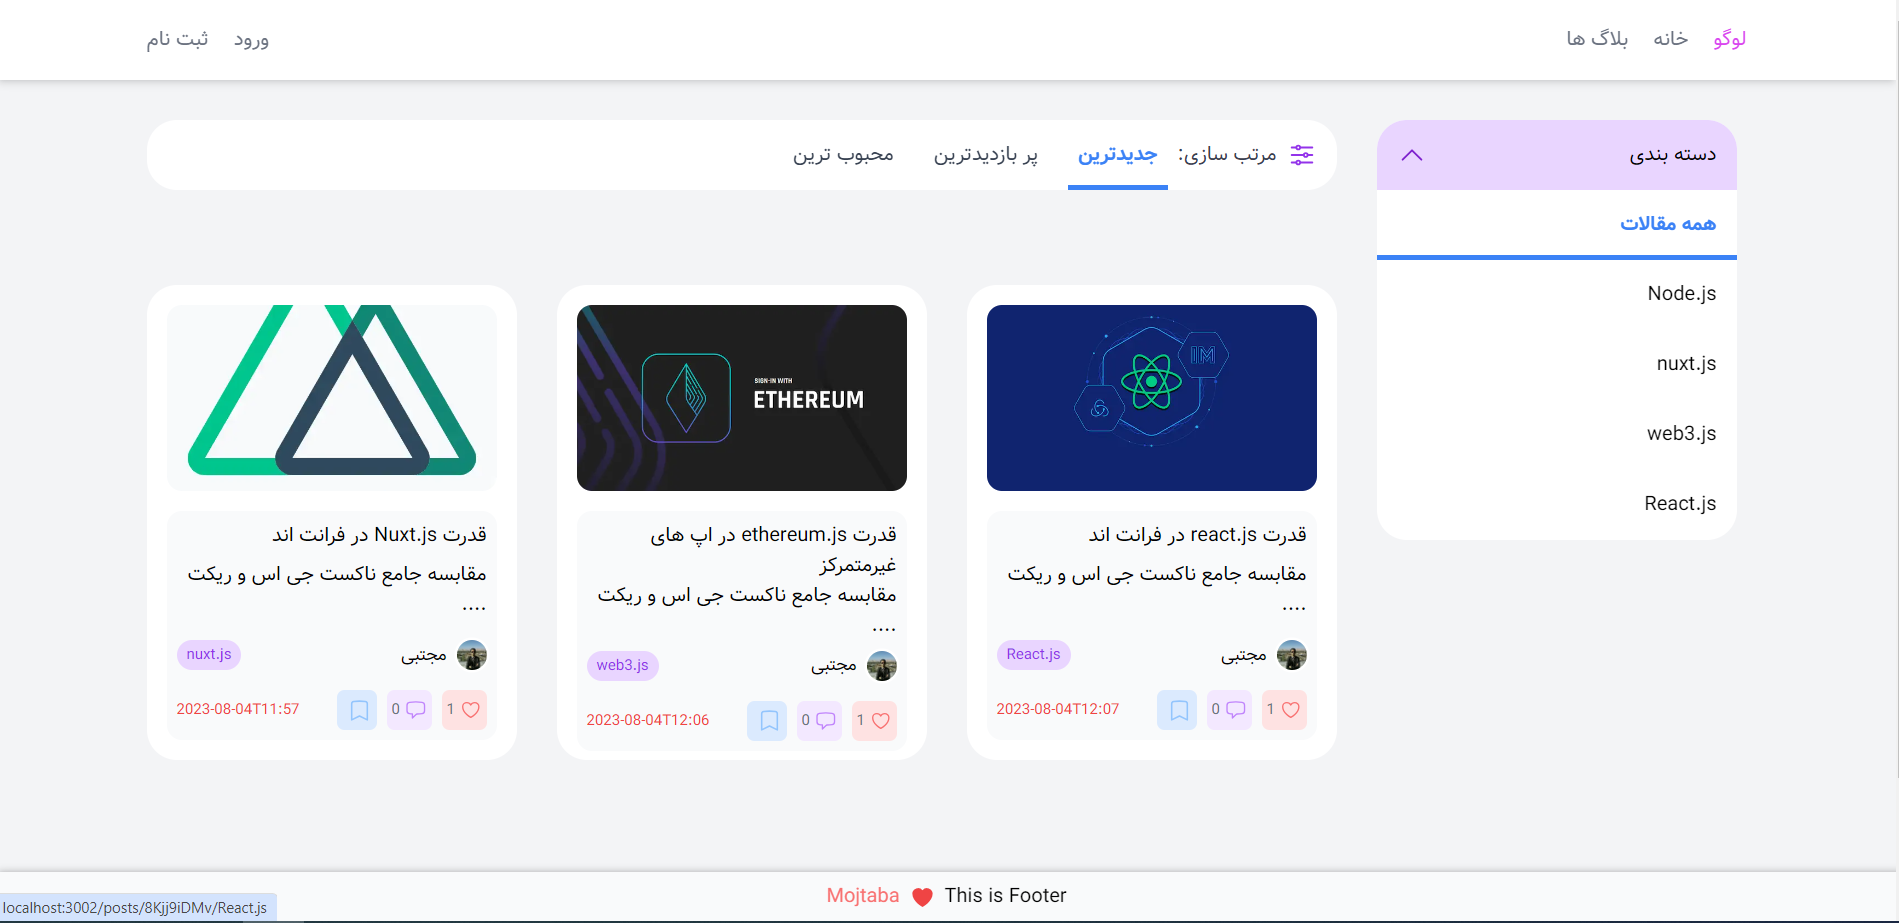 لوگو
خانه
بلاگ ها
ورود
ثبت نام
دسته بندی
همه مقالات
Node.js
nuxt.js
web3.js
React.js
مرتب سازی:
جدیدترین
پر بازدیدترین
محبوب ترین
IM
قدرت react.js در فرانت اند
مقابسه جامع ناکست جی اس و ریکت
....
مجتبی
React.js
1
0
2023-08-04T12:07
SIGN-IN WITH
ETHEREUM
قدرت ethereum.js در اپ های
غیرمتمرکز
مقابسه جامع ناکست جی اس و ریکت
....
مجتبی
web3.js
1
0
2023-08-04T12:06
قدرت Nuxt.js در فرانت اند
مقابسه جامع ناکست جی اس و ریکت
....
مجتبی
nuxt.js
1
0
2023-08-04T11:57
This is Footer
Mojtaba
localhost:3002/posts/8Kjj9iDMv/React.js